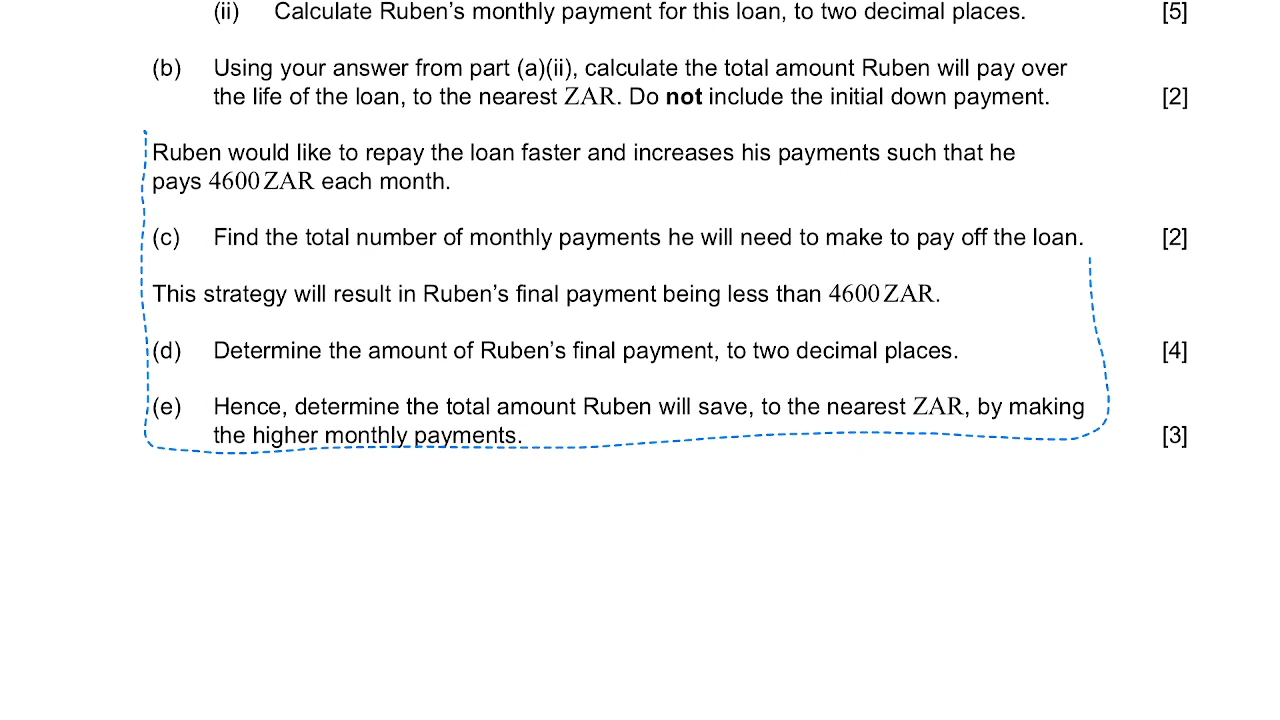 (ii) Calculate Ruben's monthly payment for this loan, to two decimal places. [5]
(b) Using your answer from part (a)(ii), calculate the total amount Ruben will pay over
the life of the loan, to the nearest ZAR. Do not include the initial down payment. [2]
Ruben would like to repay the loan faster and increases his payments such that he
pays 4600 ZAR each month.
(c) Find the total number of monthly payments he will need to make to pay off the loan. [2]
This strategy will result in Ruben's final payment being less than 4600 ZAR.
(d) Determine the amount of Ruben's final payment, to two decimal places. [4]
(e) Hence, determine the total amount Ruben will save, to the nearest ZAR, by making
the higher monthly payments. [3]